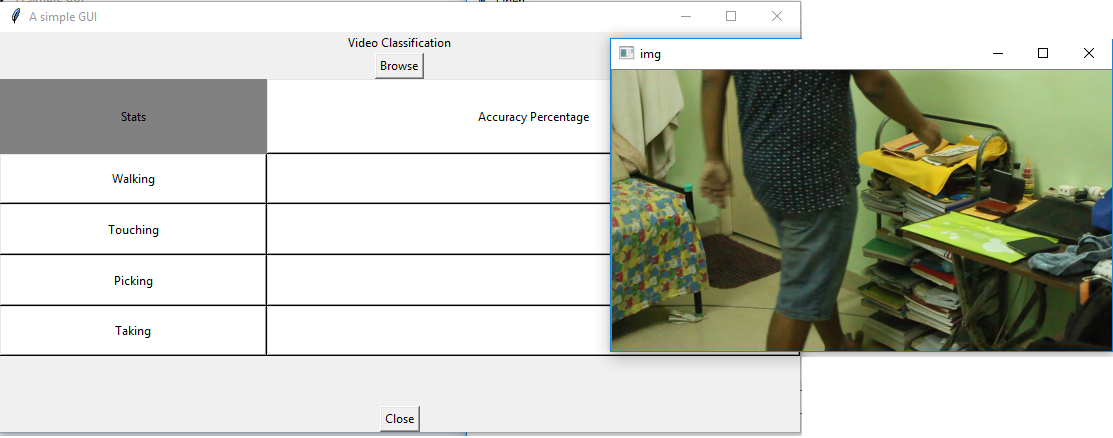 A simple GUI
Video Classification
Browse
Stats
Accuracy Percentage
Walking
Touching
Picking
Taking
Close
img